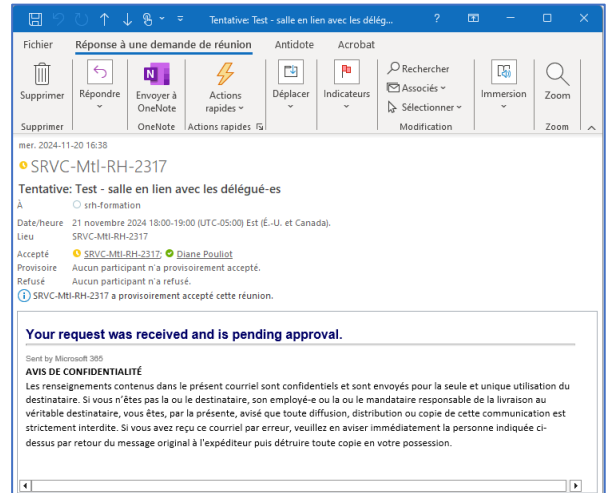 Tentative: Test - salle en lien avec les délég...
Fichier Réponse à une demande de réunion Antidote Acrobat
Supprimer
Répondre
Envoyer à OneNote
Actions rapides
Déplacer
Indicateurs
Rechercher
Associés
Sélectionner
Immersion
Zoom
Supprimer OneNote Actions rapides Modification Zoom
mer. 2024-11-20 16:38
SRVC-Mtl-RH-2317
Tentative: Test - salle en lien avec les délégué-es
À srh-formation
Date/heure 21 novembre 2024 18:00-19:00 (UTC-05:00) Est (É.-U. et Canada).
Lieu SRVC-Mtl-RH-2317
Accepté SRVC-Mtl-RH-2317; Diane Pouliot
Provisoire Aucun participant n'a provisoirement accepté.
Refusé Aucun participant n'a refusé.
SRVC-Mtl-RH-2317 a provisoirement accepté cette réunion.
Your request was received and is pending approval.
Sent by Microsoft 365
AVIS DE CONFIDENTIALITÉ
Les renseignements contenus dans le présent courriel sont confidentiels et sont envoyés pour la seule et unique utilisation du
destinataire. Si vous n'êtes pas la ou le destinataire, son employé-e ou la ou le mandataire responsable de la livraison au
véritable destinataire, vous êtes, par la présente, avisé que toute diffusion, distribution ou copie de cette communication est
strictement interdite. Si vous avez reçu ce courriel par erreur, veuillez en aviser immédiatement la personne indiquée ci-
dessus par retour du message original à l'expéditeur puis détruire toute copie en votre possession.